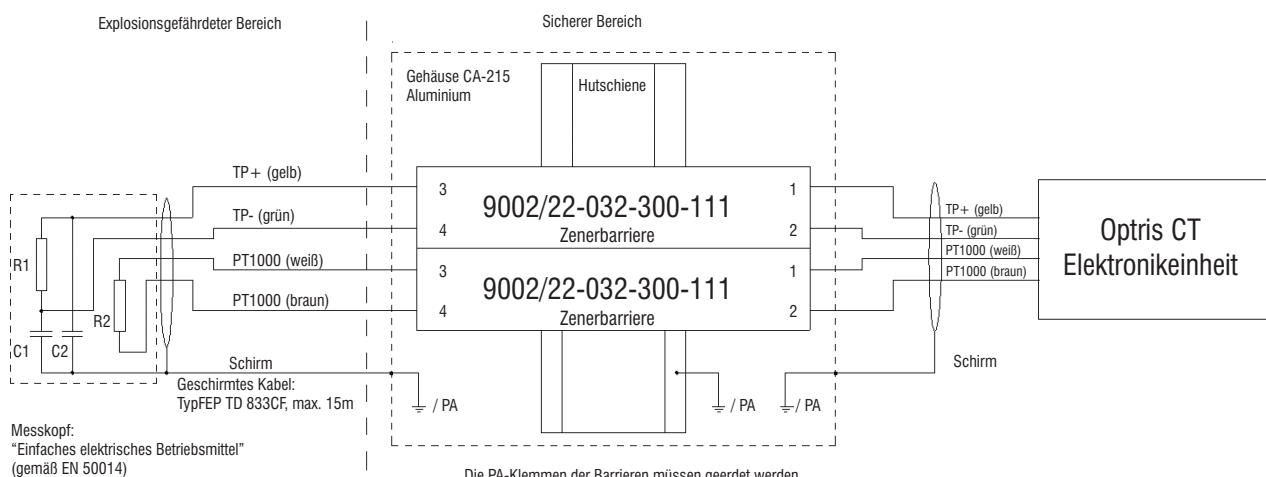 Explosionsgefährdeter Bereich
Sicherer Bereich
Gehäuse CA-215
Aluminium
Hutschiene
TP+ (gelb)
TP- (grün)
PT1000 (weiß)
PT1000 (braun)
3
4
3
4
9002/22-032-300-111
Zenerbarriere
9002/22-032-300-111
Zenerbarriere
1
2
1
2
TP+ (gelb)
TP- (grün)
PT1000 (weiß)
PT1000 (braun)
Optris CT
Elektronikeinheit
R1
R2
C1
C2
Schirm
Geschirmtes Kabel:
TypFEP TD 833CF, max. 15m
/ PA
/ PA
/ PA
Schirm
Messkopf:
"Einfaches elektrisches Betriebsmittel"
(gemäß EN 50014)
Die PA-Klemmen der Barrieren müssen geerdet werden